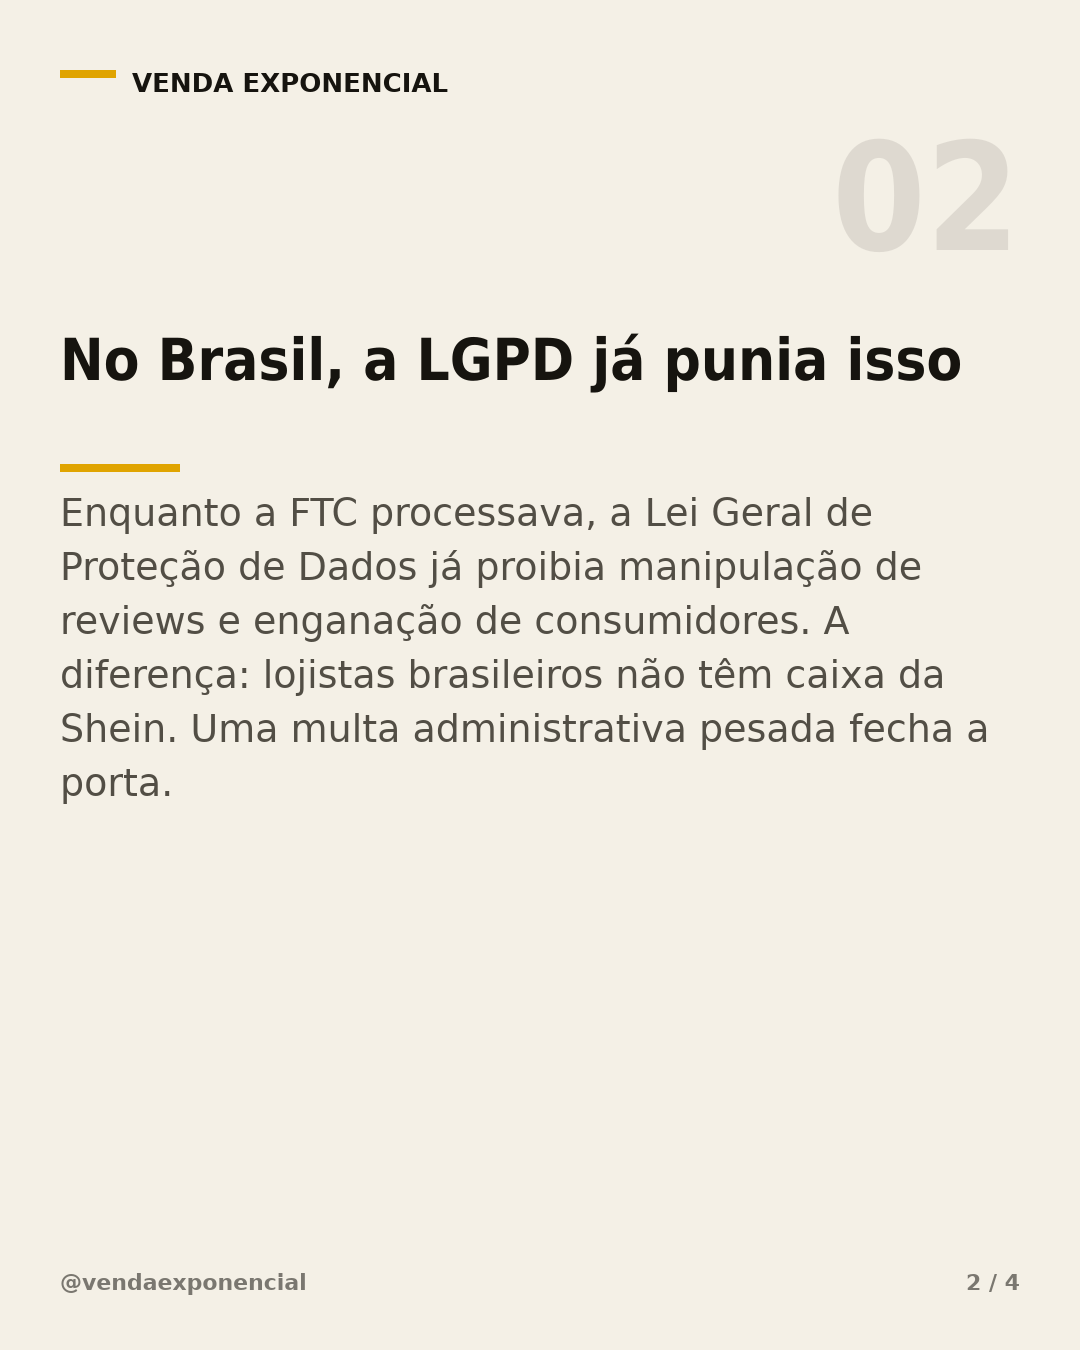 VENDA EXPONENCIAL
02
No Brasil, a LGPD já punia isso
Enquanto a FTC processava, a Lei Geral de
Proteção de Dados já proibia manipulação de
reviews e enganação de consumidores. A
diferença: lojistas brasileiros não têm caixa da
Shein. Uma multa administrativa pesada fecha a
porta.
@vendaexponencial
2 / 4